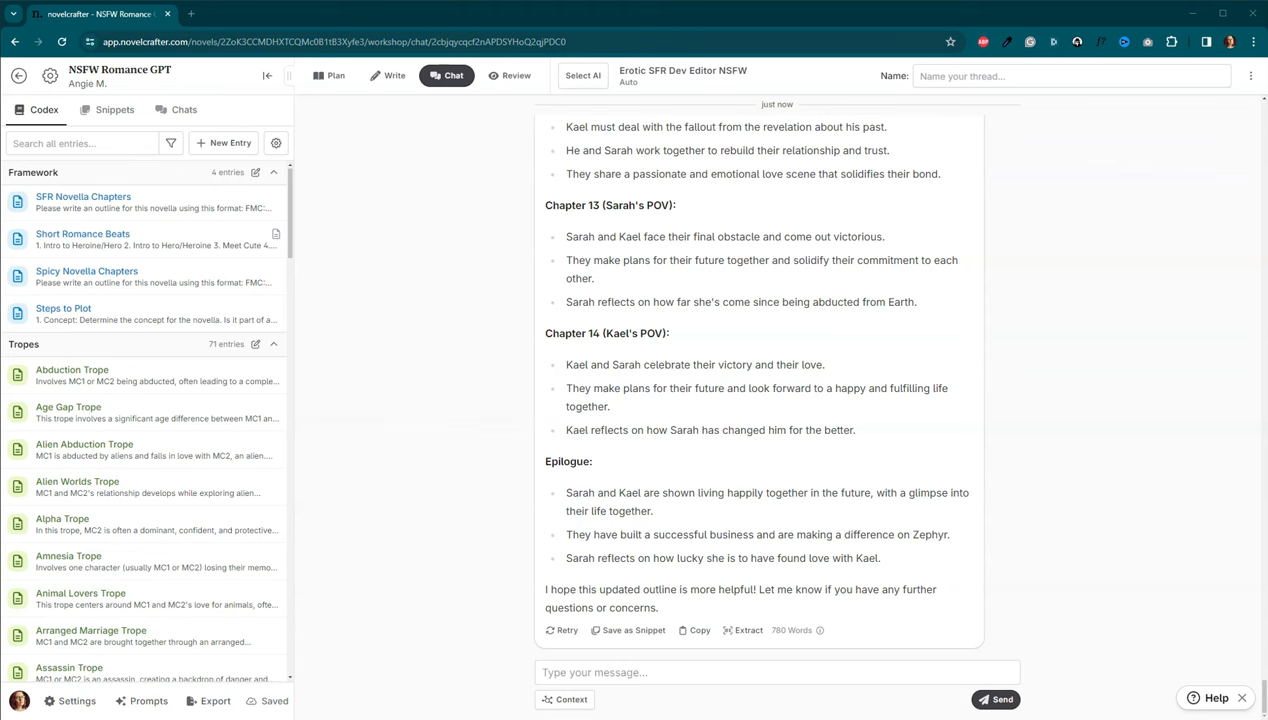 novelcrafter - NSFW Romance G
app.novelcrafter.com/novels/2ZoK3CCMDHXTCQMc0B1tB3Xyfe3/workshop/chat/2cbjqycqcf2nAPDSYHoQ2qjPDC0
NSFW Romance GPT
Angie M.
Plan
Write
Chat
Review
Select AI
Erotic SFR Dev Editor NSFW
Auto
Name:
Name your thread...
Codex
Snippets
Chats
Search all entries...
New Entry
Framework
4 entries
SFR Novella Chapters
Please write an outline for this novella using this format: FMC:...
Short Romance Beats
1. Intro to Heroine/Hero 2. Intro to Hero/Heroine 3. Meet Cute 4....
Spicy Novella Chapters
Please write an outline for this novella using this format: FMC:...
Steps to Plot
1. Concept: Determine the concept for the novella. Is it part of a...
Tropes
71 entries
Abduction Trope
Involves MC1 or MC2 being abducted, often leading to a comple...
Age Gap Trope
This trope involves a significant age difference between MC1 an...
Alien Abduction Trope
MC1 is abducted by aliens and falls in love with MC2, an alien....
Alien Worlds Trope
MC1 and MC2's relationship develops while exploring alien...
Alpha Trope
In this trope, MC2 is often a dominant, confident, and protective...
Amnesia Trope
Involves one character (usually MC1 or MC2) losing their memo...
Animal Lovers Trope
This trope centers around MC1 and MC2's love for animals, ofte...
Arranged Marriage Trope
MC1 and MC2 are brought together through an arranged...
Assassin Trope
MC1 or MC2 is an assassin, creating a backdrop of danger and
Settings
Prompts
Export
Saved
just now
Kael must deal with the fallout from the revelation about his past.
He and Sarah work together to rebuild their relationship and trust.
They share a passionate and emotional love scene that solidifies their bond.
Chapter 13 (Sarah's POV):
Sarah and Kael face their final obstacle and come out victorious.
They make plans for their future together and solidify their commitment to each
other.
Sarah reflects on how far she's come since being abducted from Earth.
Chapter 14 (Kael's POV):
Kael and Sarah celebrate their victory and their love.
They make plans for their future and look forward to a happy and fulfilling life
together.
Kael reflects on how Sarah has changed him for the better.
Epilogue:
Sarah and Kael are shown living happily together in the future, with a glimpse into
their life together.
They have built a successful business and are making a difference on Zephyr.
Sarah reflects on how lucky she is to have found love with Kael.
I hope this updated outline is more helpful! Let me know if you have any further
questions or concerns.
Retry
Save as Snippet
Copy
Extract
780 Words
Type your message...
Context
Send
Help